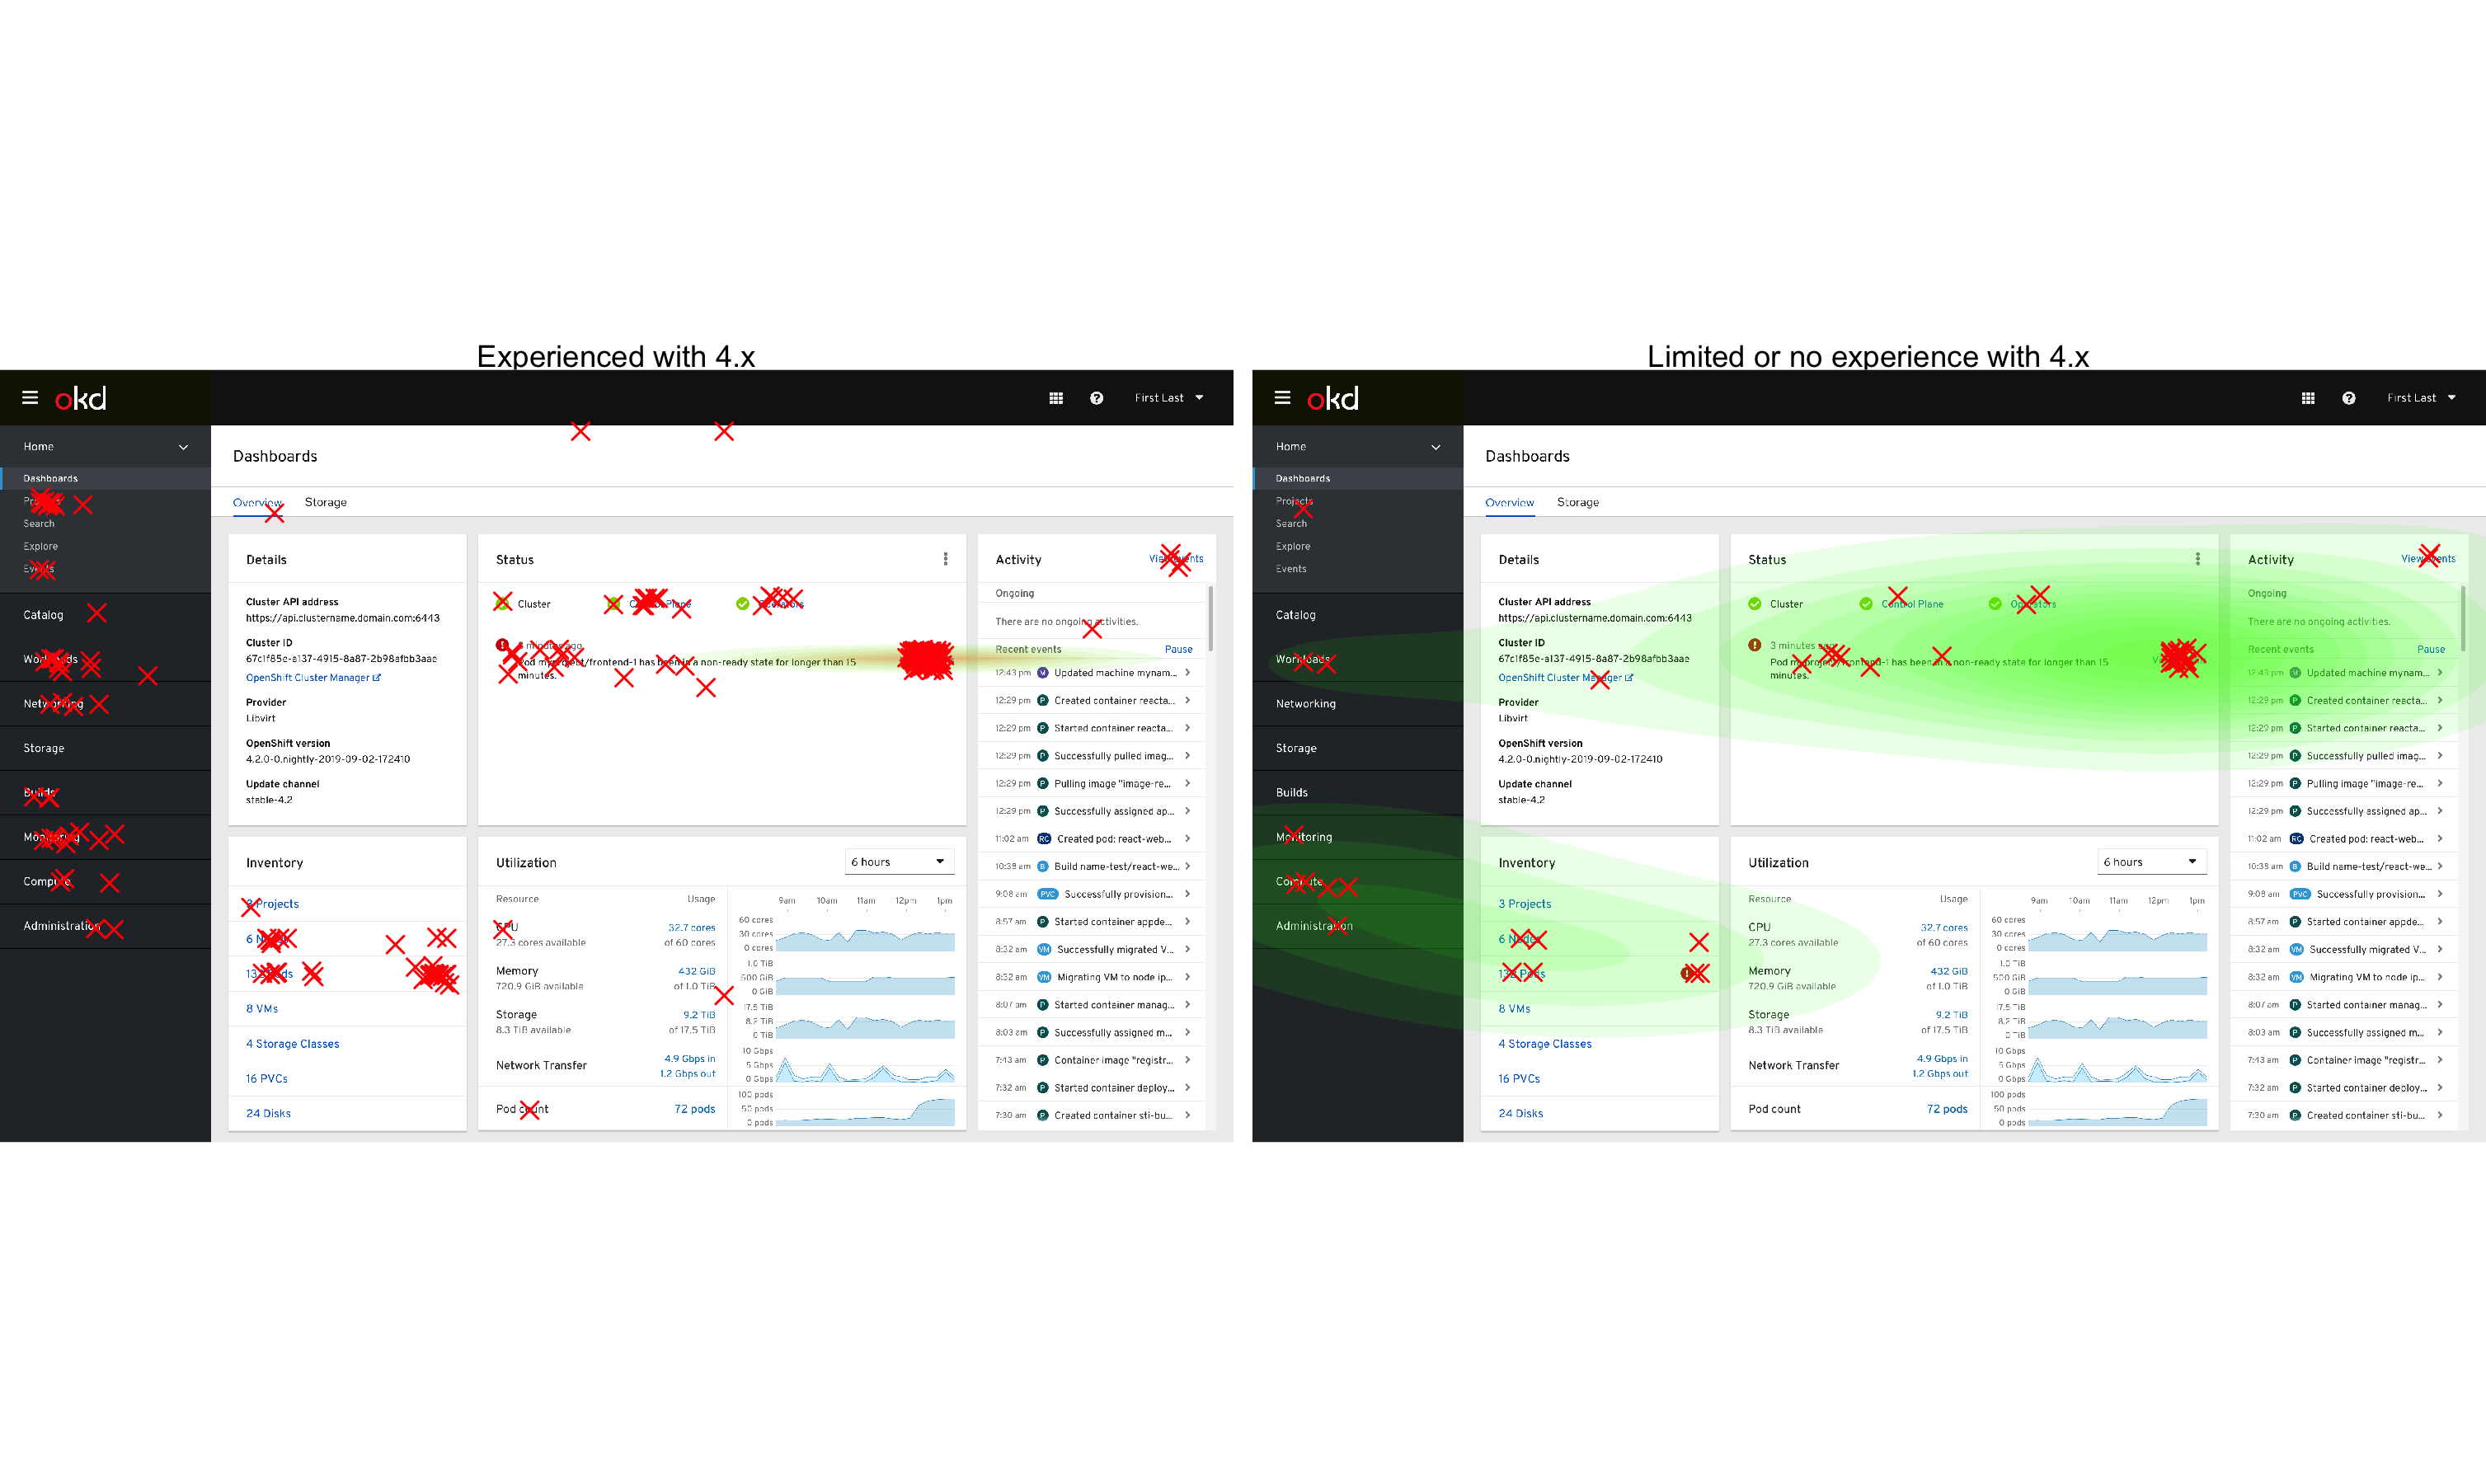 Experienced with 4.x
okd
First Last
Home
Dashboards
Search
Explore
Catalog
Networking
Storage
Monitoring
Compute
Administration
Dashboards
Overview
Storage
Details
Cluster API address
https://api.clustername.domain.com:6443
Cluster ID
67c1f85e-a137-4915-8a87-2b98afbb3aae
OpenShift Cluster Manager
Provider
Libvirt
OpenShift version
4.2.0-0.nightly-2019-09-02-172410
Update channel
stable-4.2
Status
Cluster
minutes ago
Pod myproject/frontend-1 has been in a non-ready state for longer than 15
minutes.
Activity
View events
Ongoing
There are no ongoing activities.
Recent events
Pause
12:43 pm M Updated machine mynam...
12:29 pm P Created container reacta...
12:29 pm P Started container reacta...
12:29 pm P Successfully pulled imag...
12:29 pm P Pulling image "image-re...
12:29 pm P Successfully assigned ap...
11:02 am RC Created pod: react-web...
10:38 am B Build name-test/react-we...
9:08 am PVC Successfully provision...
8:57 am P Started container appde...
8:32 am VM Successfully migrated V...
8:32 am VM Migrating VM to node ip...
8:07 am P Started container manag...
8:03 am P Successfully assigned m...
7:43 am P Container image "registr...
7:32 am P Started container deploy...
7:30 am P Created container sti-bu...
Inventory
3 Projects
8 VMs
4 Storage Classes
16 PVCs
24 Disks
Utilization
6 hours
Resource
Usage
9am 10am 11am 12pm 1pm
CPU
27.3 cores available
32.7 cores
of 60 cores
60 cores
30 cores
0 cores
Memory
720.9 GiB available
432 GiB
of 1.0 TiB
1.0 TiB
500 GiB
0 GiB
Storage
8.3 TiB available
9.2 TiB
of 17.5 TiB
17.5 TiB
8.2 TiB
0 TiB
Network Transfer
4.9 Gbps in
1.2 Gbps out
10 Gbps
5 Gbps
0 Gbps
Pod count
72 pods
100 pods
50 pods
0 pods
Limited or no experience with 4.x
okd
First Last
Home
Dashboards
Projects
Search
Explore
Events
Catalog
Workloads
Networking
Storage
Builds
Monitoring
Compute
Administration
Dashboards
Overview
Storage
Details
Cluster API address
https://api.clustername.domain.com:6443
Cluster ID
67c1f85e-a137-4915-8a87-2b98afbb3aae
OpenShift Cluster Manager
Provider
Libvirt
OpenShift version
4.2.0-0.nightly-2019-09-02-172410
Update channel
stable-4.2
Status
Cluster
Control Plane
Operators
3 minutes ago
Pod myproject/frontend-1 has been in a non-ready state for longer than 15
minutes.
Activity
View events
Ongoing
There are no ongoing activities.
Recent events
Pause
12:43 pm M Updated machine mynam...
12:29 pm P Created container reacta...
12:29 pm P Started container reacta...
12:29 pm P Successfully pulled imag...
12:29 pm P Pulling image "image-re...
12:29 pm P Successfully assigned ap...
11:02 am RC Created pod: react-web...
10:38 am B Build name-test/react-we...
9:08 am PVC Successfully provision...
8:57 am P Started container appde...
8:32 am VM Successfully migrated V...
8:32 am VM Migrating VM to node ip...
8:07 am P Started container manag...
8:03 am P Successfully assigned m...
7:43 am P Container image "registr...
7:32 am P Started container deploy...
7:30 am P Created container sti-bu...
Inventory
3 Projects
6 Nodes
132 Pods
8 VMs
4 Storage Classes
16 PVCs
24 Disks
Utilization
6 hours
Resource
Usage
9am 10am 11am 12pm 1pm
CPU
27.3 cores available
32.7 cores
of 60 cores
60 cores
30 cores
0 cores
Memory
720.9 GiB available
432 GiB
of 1.0 TiB
1.0 TiB
500 GiB
0 GiB
Storage
8.3 TiB available
9.2 TiB
of 17.5 TiB
17.5 TiB
8.2 TiB
0 TiB
Network Transfer
4.9 Gbps in
1.2 Gbps out
10 Gbps
5 Gbps
0 Gbps
Pod count
72 pods
100 pods
50 pods
0 pods